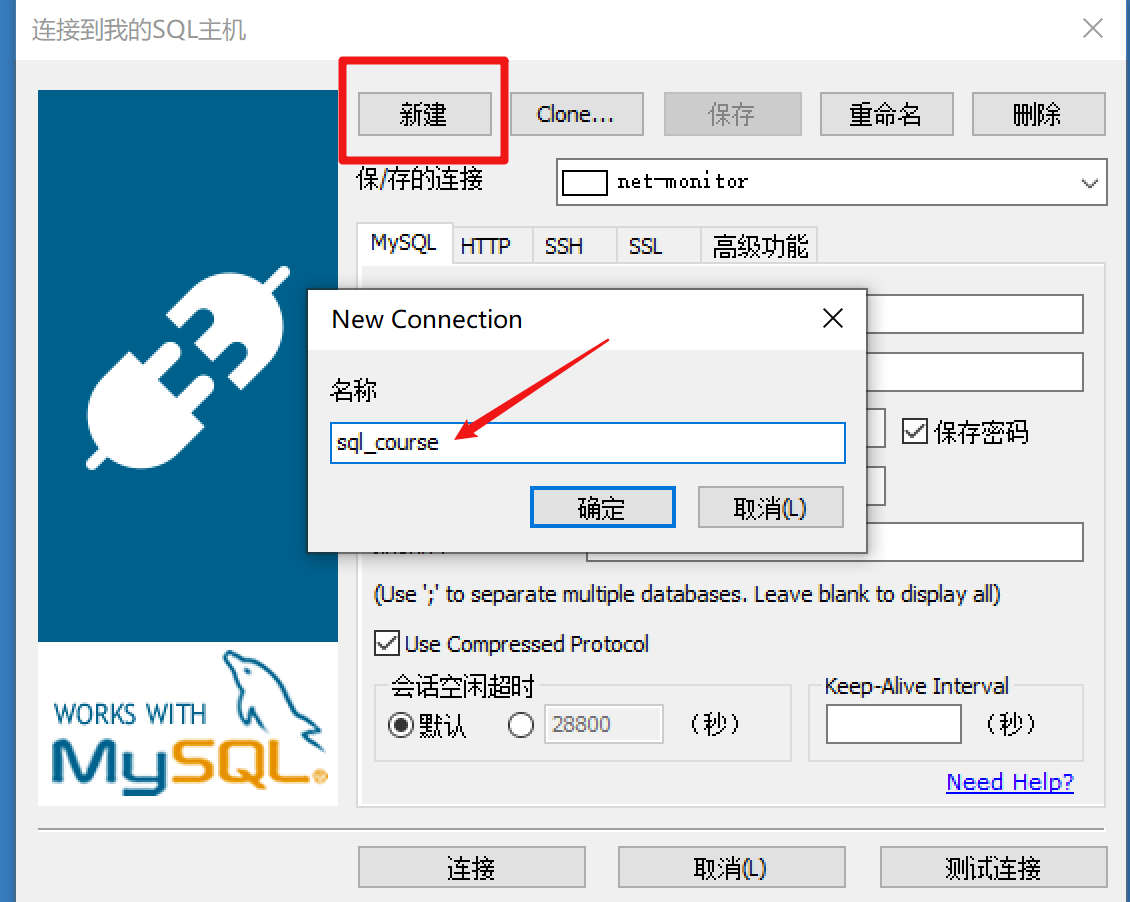 连接到我的SQL主机
新建 Clone... 保存 重命名 删除
保/存的连接 net-monitor
MySQL HTTP SSH SSL 高级功能
New Connection
名称
sql_course
确定 取消(L)
保存密码
(Use ';' to separate multiple databases. Leave blank to display all)
Use Compressed Protocol
会话空闲超时 Keep-Alive Interval
默认 28800 (秒) (秒)
Need Help?
WORKS WITH
MySQL®
连接 取消(L) 测试连接